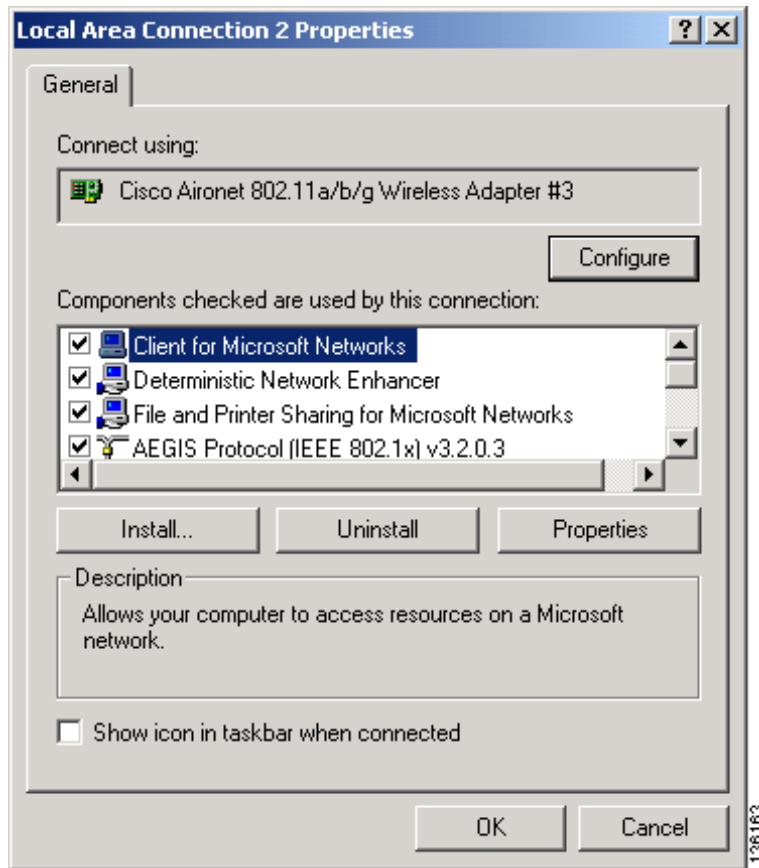 Local Area Connection 2 Properties
General
Connect using:
Cisco Aironet 802.11a/b/g Wireless Adapter #3
Configure
Components checked are used by this connection:
Client for Microsoft Networks
Deterministic Network Enhancer
File and Printer Sharing for Microsoft Networks
AEGIS Protocol (IEEE 802.1x) v3.2.0.3
Install...
Uninstall
Properties
Description
Allows your computer to access resources on a Microsoft
network.
Show icon in taskbar when connected
OK
Cancel
136163